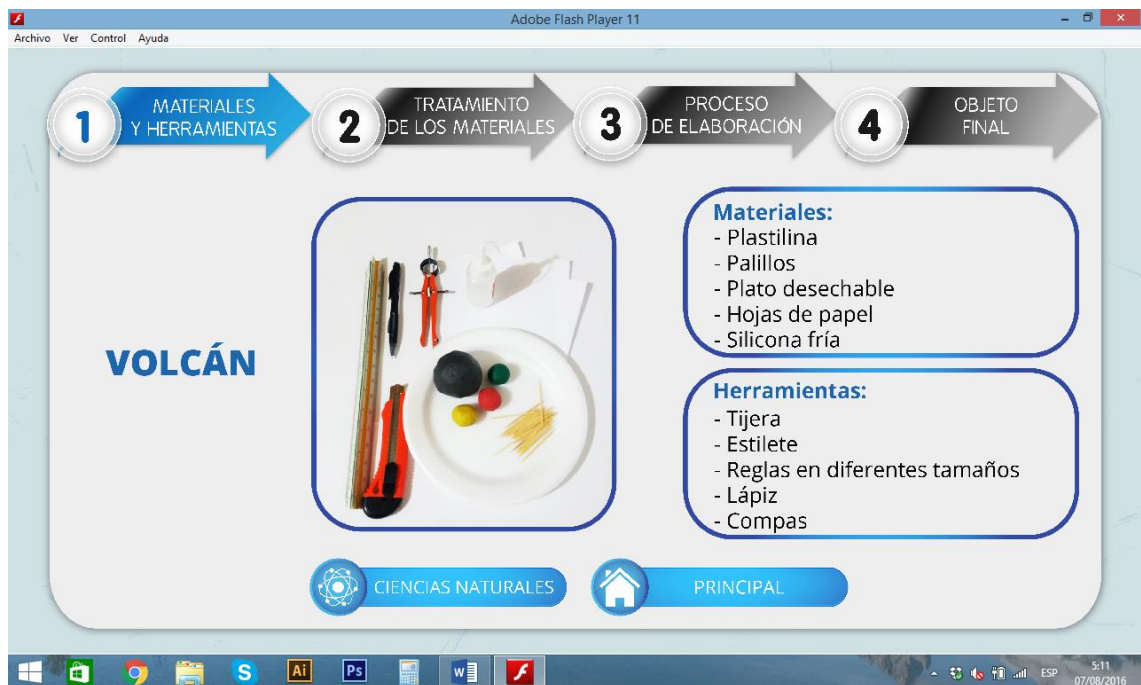 Adobe Flash Player 11
Archivo Ver Control Ayuda
1
MATERIALES
Y HERRAMIENTAS
2
TRATAMIENTO
DE LOS MATERIALES
3
PROCESO
DE ELABORACIÓN
4
OBJETO
FINAL
VOLCÁN
Materiales:
- Plastilina
- Palillos
- Plato desechable
- Hojas de papel
- Silicona fría
Herramientas:
- Tijera
- Estilete
- Reglas en diferentes tamaños
- Lápiz
- Compas
CIENCIAS NATURALES
PRINCIPAL
S
Ai
Ps
W
ESP
5:11
07/08/2016